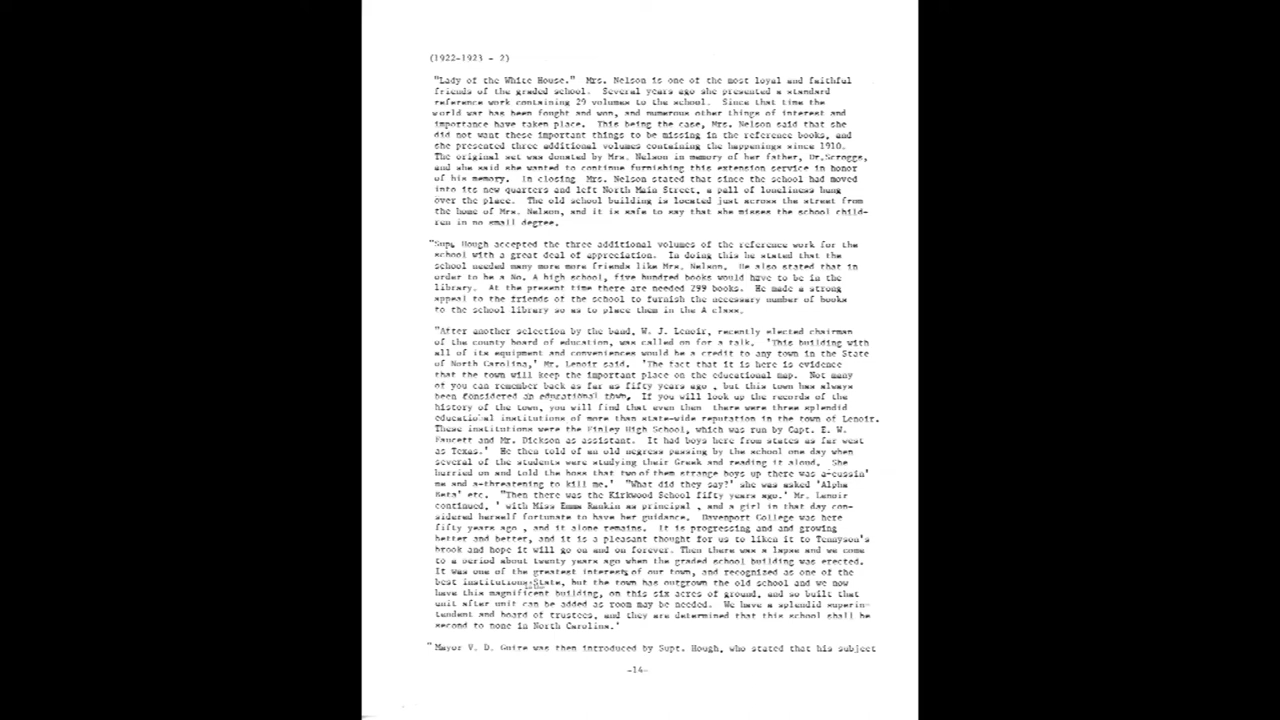 (1922-1923 - 2)
"Lady of the White House." Mrs. Nelson is one of the most loyal and faithful
friends of the graded school. Several years ago she presented a standard
reference work containing 29 volumes to the school. Since that time the
world war has been fought and won, and numerous other things of interest and
importance have taken place. This being the case, Mrs. Nelson said that she
did not want these important things to be missing in the reference books, and
she presented three additional volumes containing the happenings since 1910.
The original set was donated by Mrs. Nelson in memory of her father, Dr.Scroggs,
and she said she wanted to continue furnishing this extension service in honor
of his memory. In closing Mrs. Nelson stated that since the school had moved
into its new quarters and left North Main Street, a pall of loneliness hung
over the place. The old school building is located just across the street from
the home of Mrs. Nelson, and it is safe to say that she misses the school child-
ren in no small degree.
"Supt. Hough accepted the three additional volumes of the reference work for the
school with a great deal of appreciation. In doing this he stated that the
school needed many more more friends like Mrs. Nelson. He also stated that in
order to be a No. A high school, five hundred books would have to be in the
library. At the present time there are needed 299 books. He made a strong
appeal to the friends of the school to furnish the necessary number of books
to the school library so as to place them in the A class.
"After another selection by the band, W. J. Lenoir, recently elected chairman
of the county board of education, was called on for a talk. 'This building with
all of its equipment and conveniences would be a credit to any town in the State
of North Carolina,' Mr. Lenoir said. 'The fact that it is here is evidence
that the town will keep the important place on the educational map. Not many
of you can remember back as far as fifty years ago , but this town has always
been considered an educational town. If you will look up the records of the
history of the town, you will find that even then there were three splendid
educational institutions of more than state-wide reputation in the town of Lenoir.
These institutions were the Finley High School, which was run by Capt. E. W.
Faucett and Mr. Dickson as assistant. It had boys here from states as far west
as Texas.' He then told of an old negress passing by the school one day when
several of the students were studying their Greek and reading it aloud. She
hurried on and told the boss that two of them strange boys up there was a-cussin'
me and a-threatening to kill me.' "What did they say?' she was asked 'Alpha
Beta' etc. "Then there was the Kirkwood School fifty years ago.' Mr. Lenoir
continued, ' with Miss Emma Rankin as principal , and a girl in that day con-
sidered herself fortunate to have her guidance. Davenport College was here
fifty years ago , and it alone remains. It is progressing and and growing
better and better, and it is a pleasant thought for us to liken it to Tennyson's
brook and hope it will go on and on forever. Then there was a lapse and we come
to a period about twenty years ago when the graded school building was erected.
It was one of the greatest interests of our town, and recognized as one of the
best institutions State, but the town has outgrown the old school and we now
have this magnificent building, on this six acres of ground, and so built that
unit after unit can be added as room may be needed. We have a splendid superin-
tendent and board of trustees, and they are determined that this school shall be
second to none in North Carolina.'
"Mayor V. D. Guire was then introduced by Supt. Hough, who stated that his subject
-14-